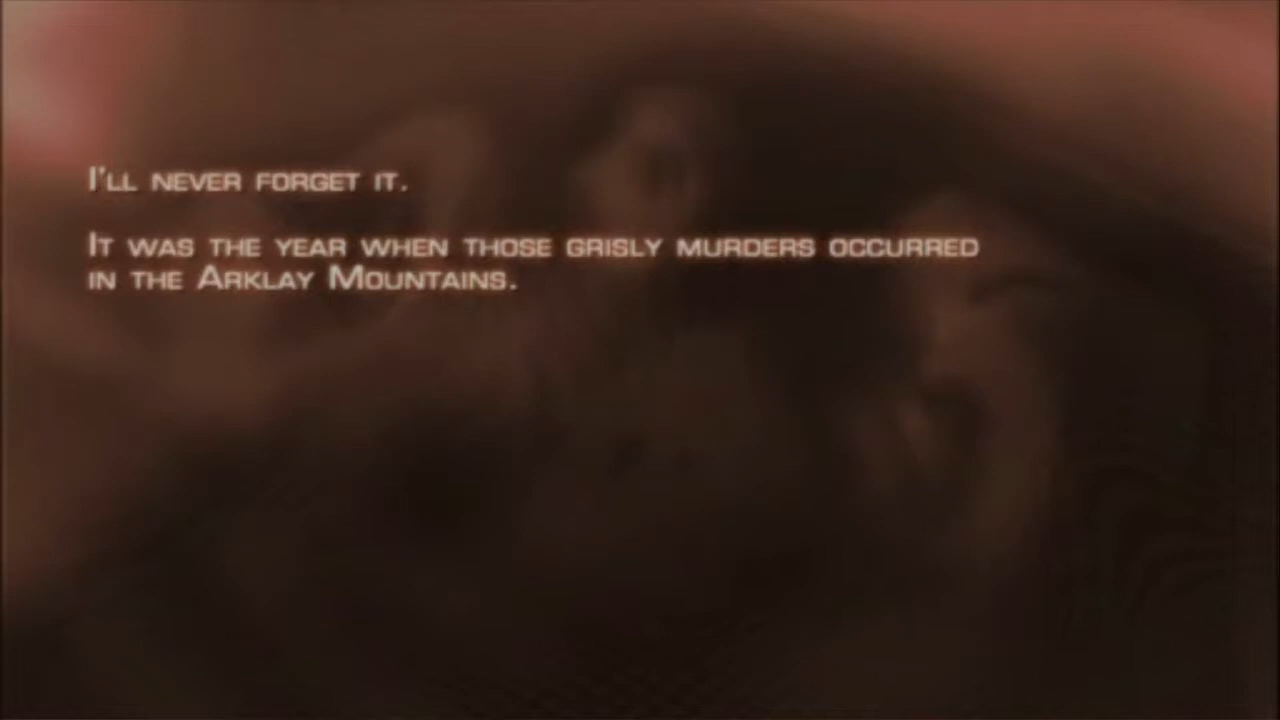 I'll never forget it.
It was the year when those grisly murders occurred
in the Arklay Mountains.